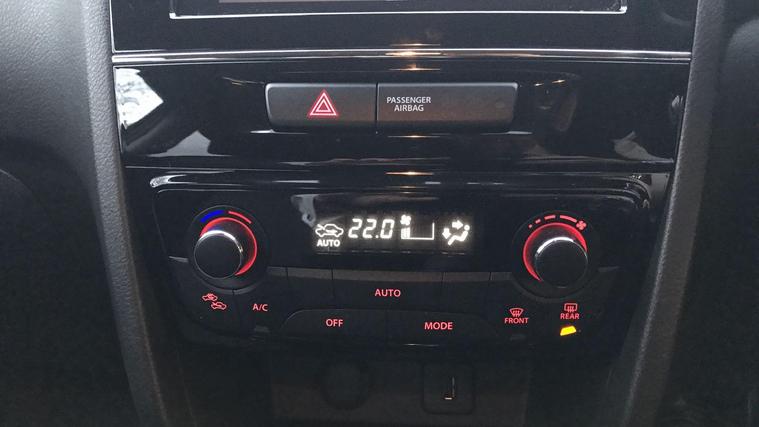 PASSENGER
AIRBAG
AUTO 22.0
A/C
AUTO
OFF
MODE
FRONT
REAR